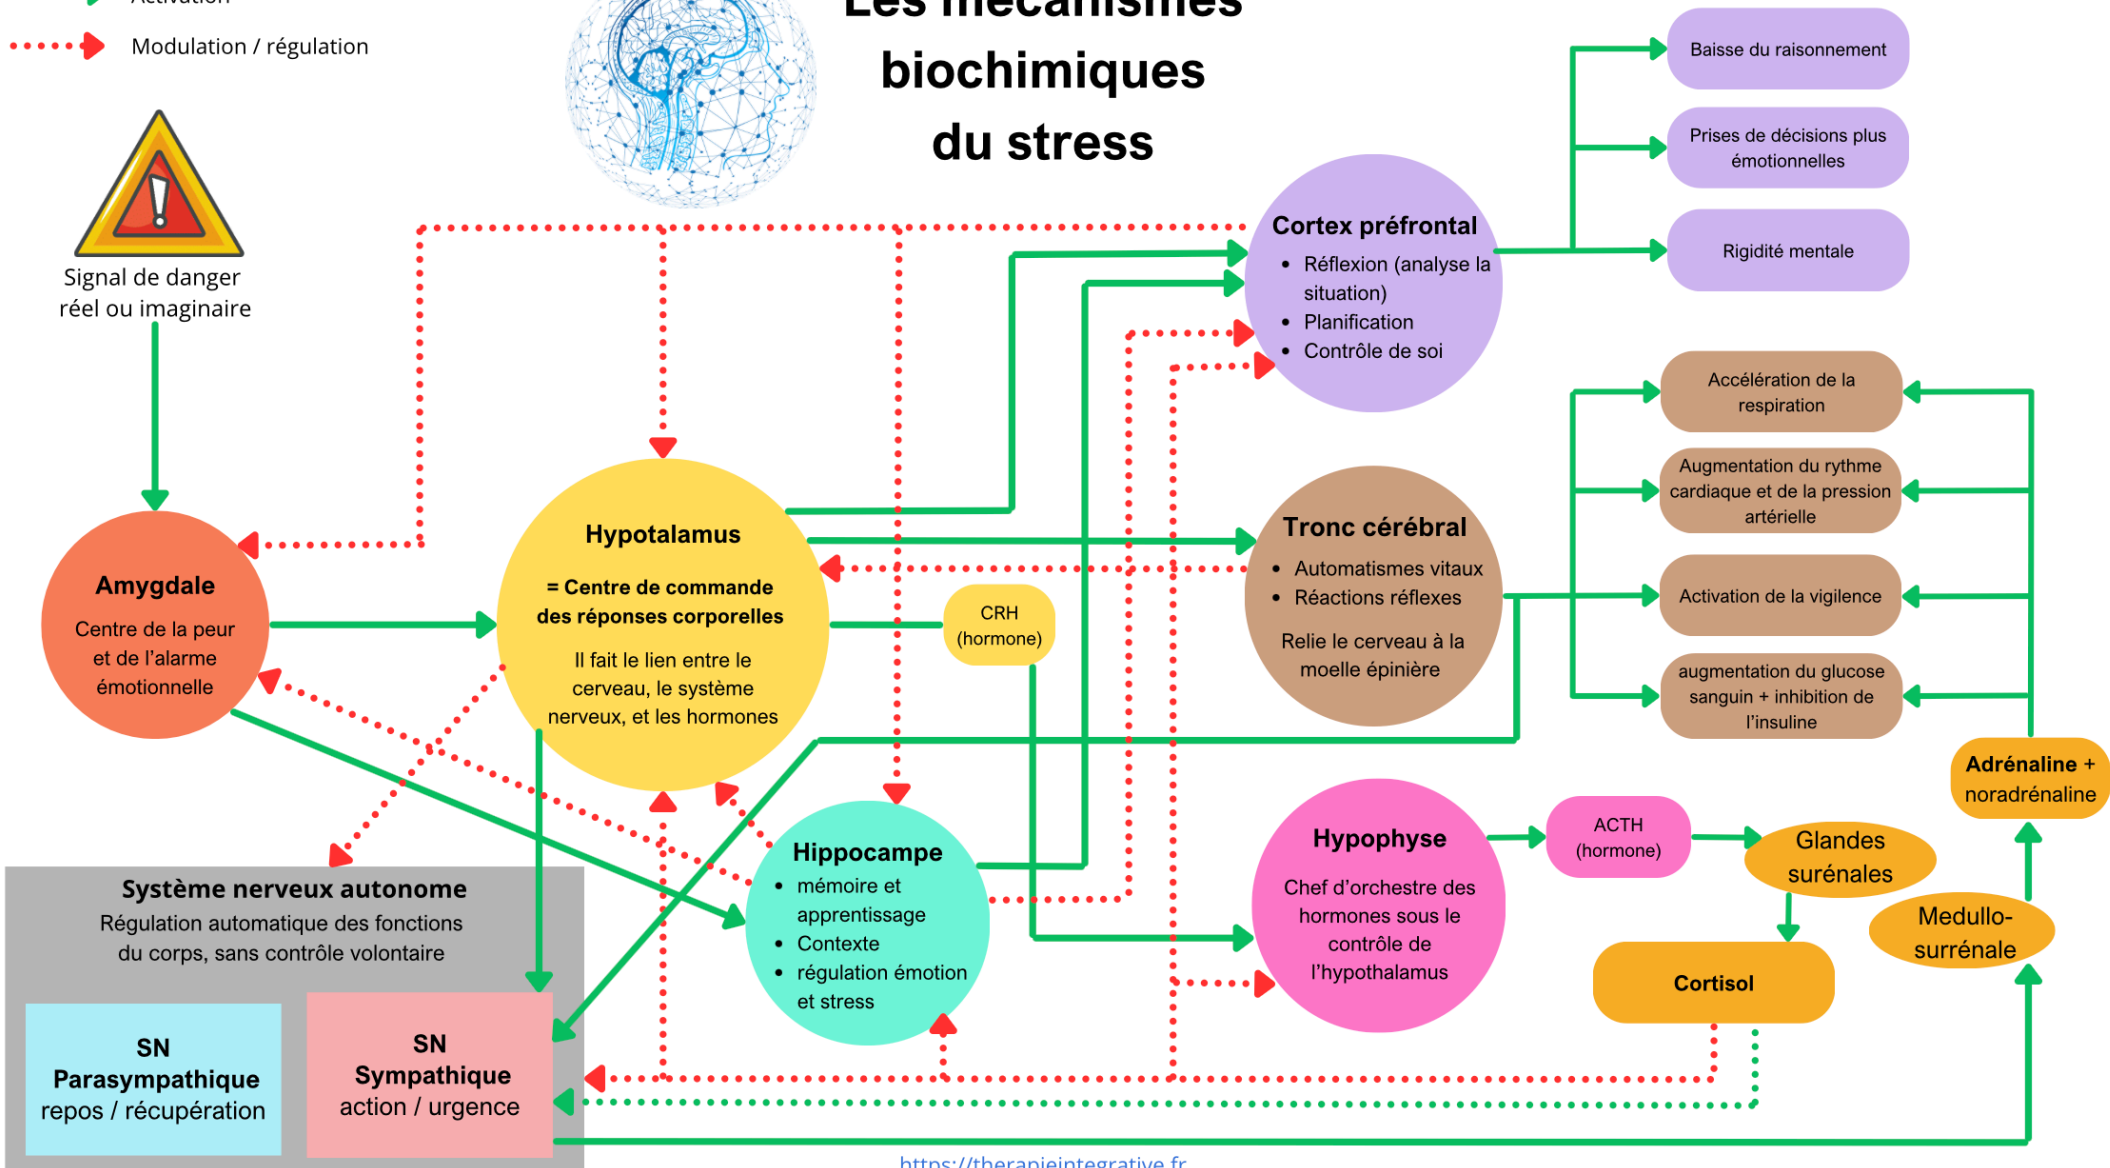 Activation
Modulation / régulation
Les mécanismes
biochimiques
du stress
Signal de danger
réel ou imaginaire
Amygdale
Centre de la peur
et de l'alarme
émotionnelle
Hypotalamus
= Centre de commande
des réponses corporelles
Il fait le lien entre le
cerveau, le système
nerveux, et les hormones
CRH
(hormone)
Cortex préfrontal
• Réflexion (analyse la
situation)
• Planification
• Contrôle de soi
Baisse du raisonnement
Prises de décisions plus
émotionnelles
Rigidité mentale
Tronc cérébral
• Automatismes vitaux
• Réactions réflexes
Relie le cerveau à la
moelle épinière
Accélération de la
respiration
Augmentation du rythme
cardiaque et de la pression
artérielle
Activation de la vigilence
augmentation du glucose
sanguin + inhibition de
l'insuline
Adrénaline +
noradrénaline
Hippocampe
• mémoire et
apprentissage
• Contexte
• régulation émotion
et stress
Hypophyse
Chef d'orchestre des
hormones sous le
contrôle de
l'hypothalamus
ACTH
(hormone)
Glandes
surénales
Medullo-
surrénale
Cortisol
Système nerveux autonome
Régulation automatique des fonctions
du corps, sans contrôle volontaire
SN
Parasympathique
repos / récupération
SN
Sympathique
action / urgence
https://therapieintegrative.fr